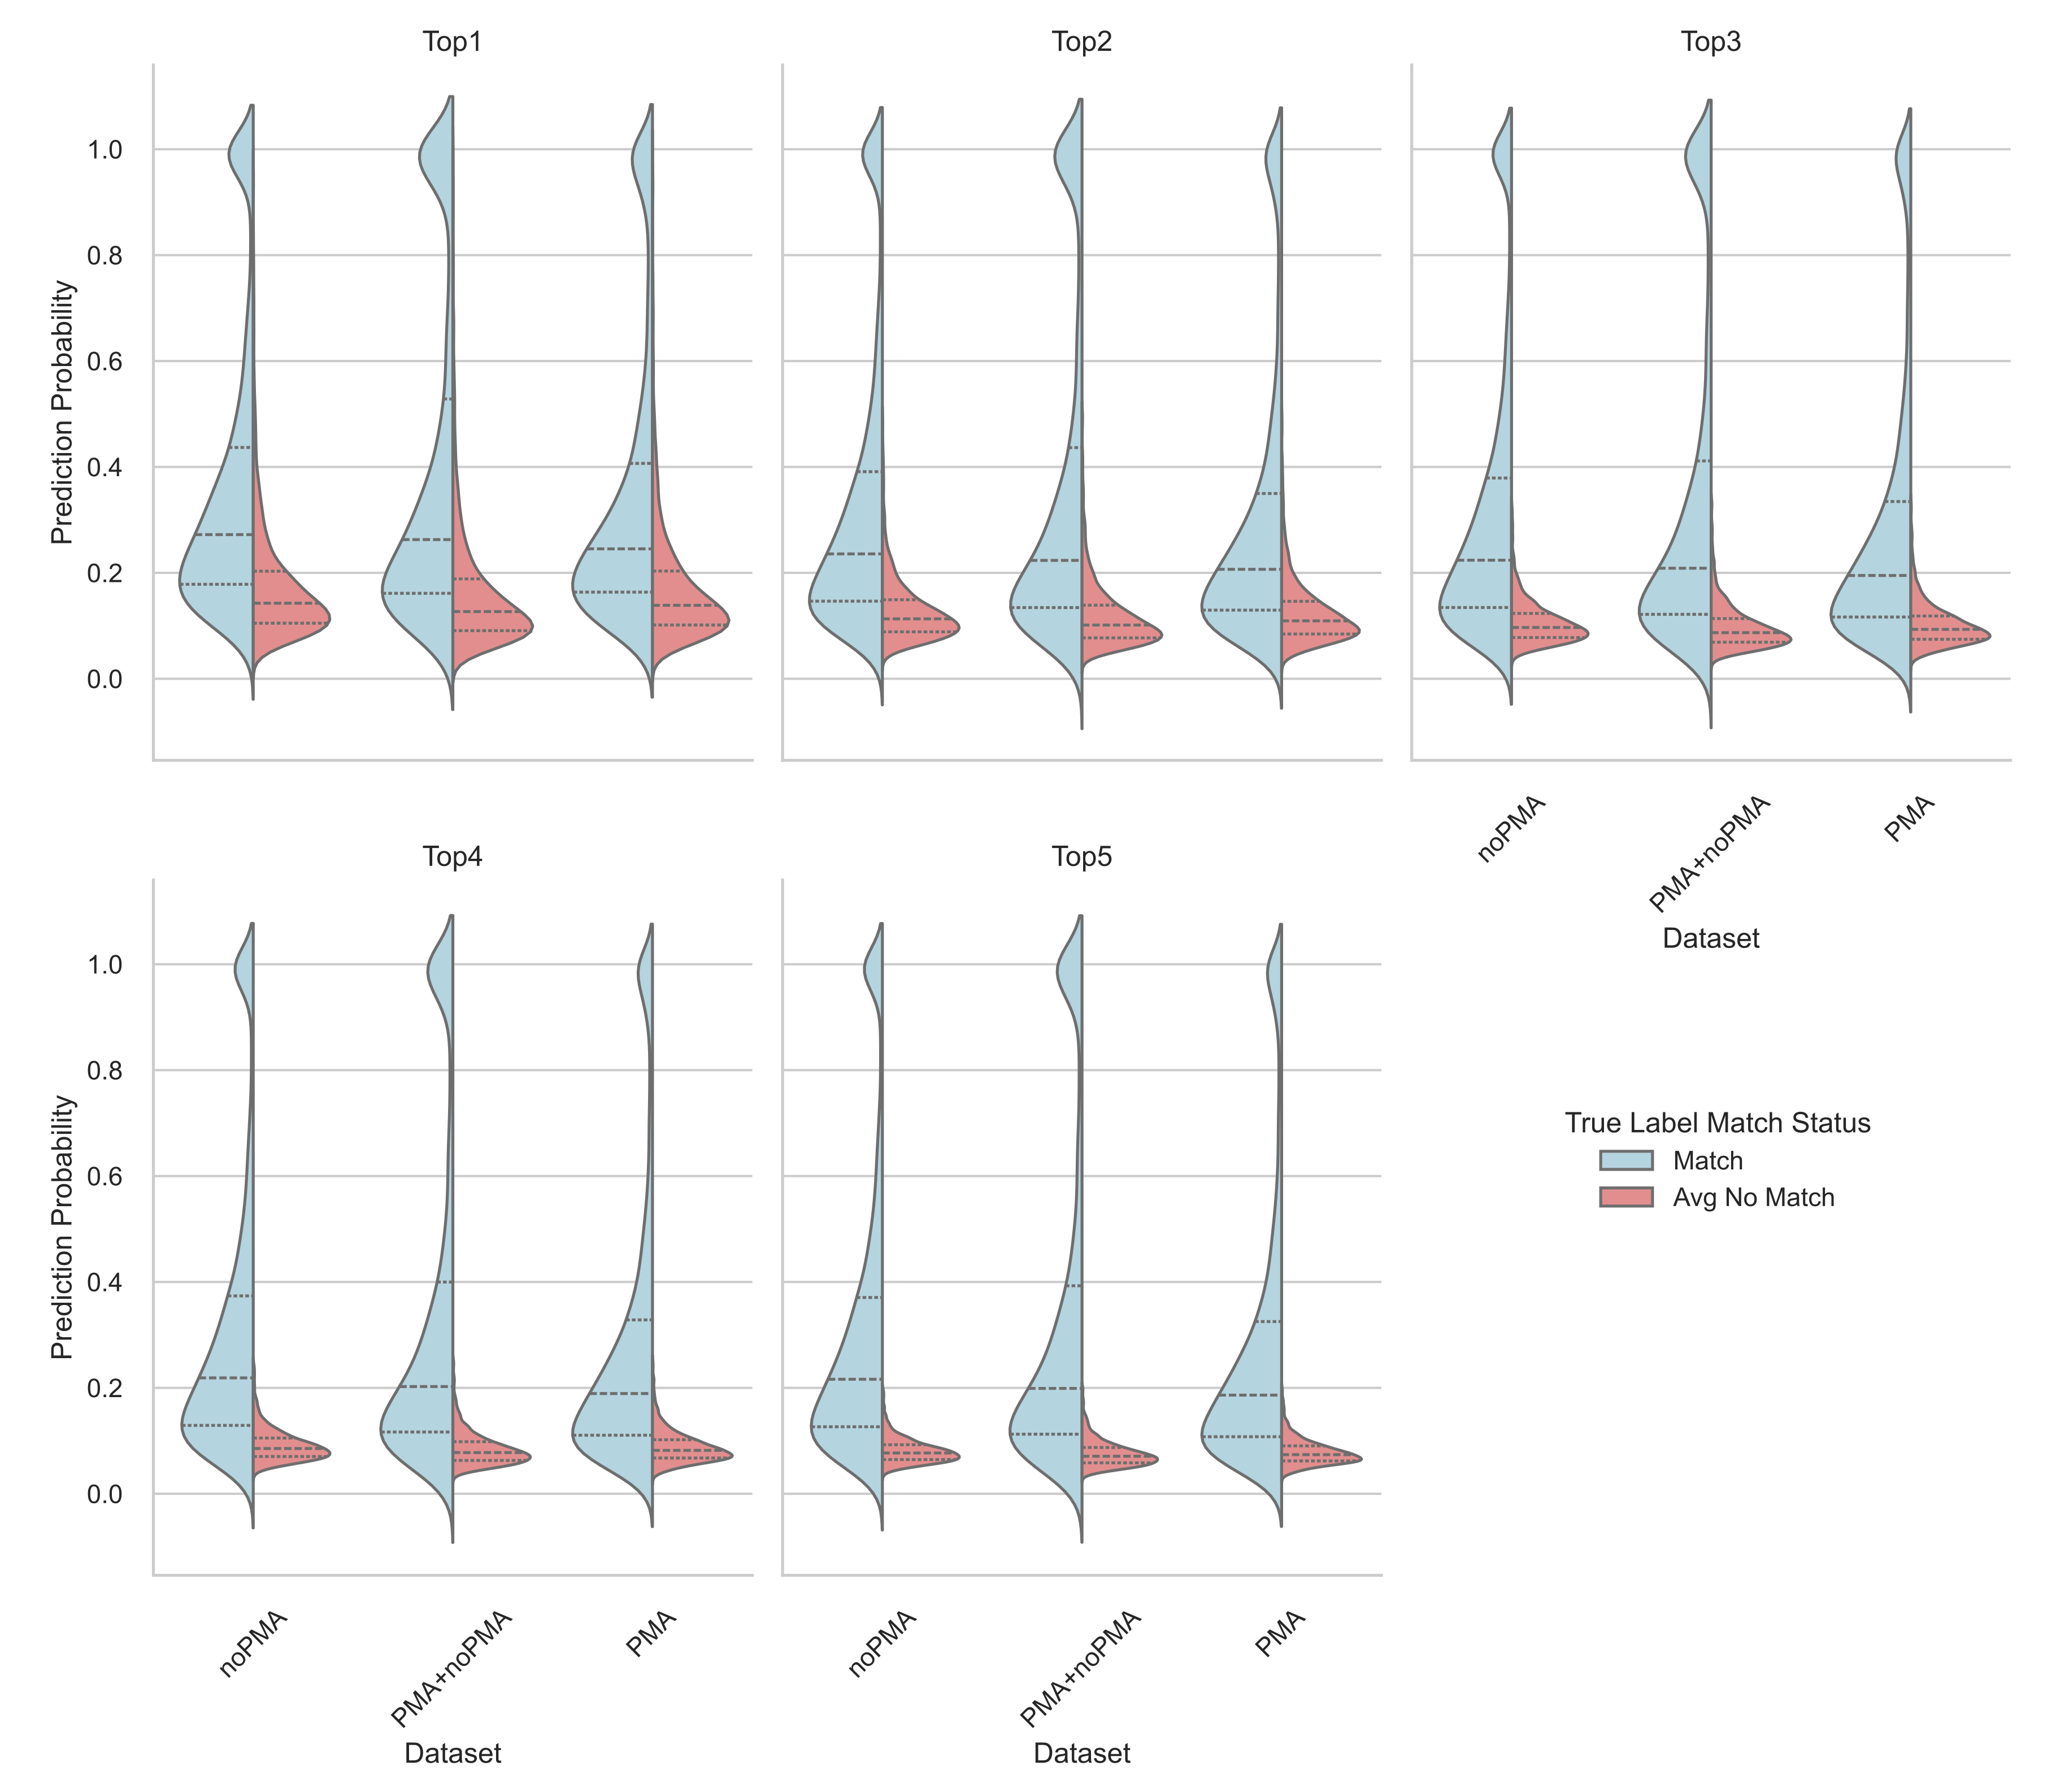 Top1
Top2
Top3
Prediction Probability
1.0
0.8
0.6
0.4
0.2
0.0
noPMA
PMA+noPMA
PMA
Dataset
Top4
Top5
Prediction Probability
1.0
0.8
0.6
0.4
0.2
0.0
True Label Match Status
Match
Avg No Match
noPMA
PMA+noPMA
PMA
Dataset
noPMA
PMA+noPMA
PMA
Dataset